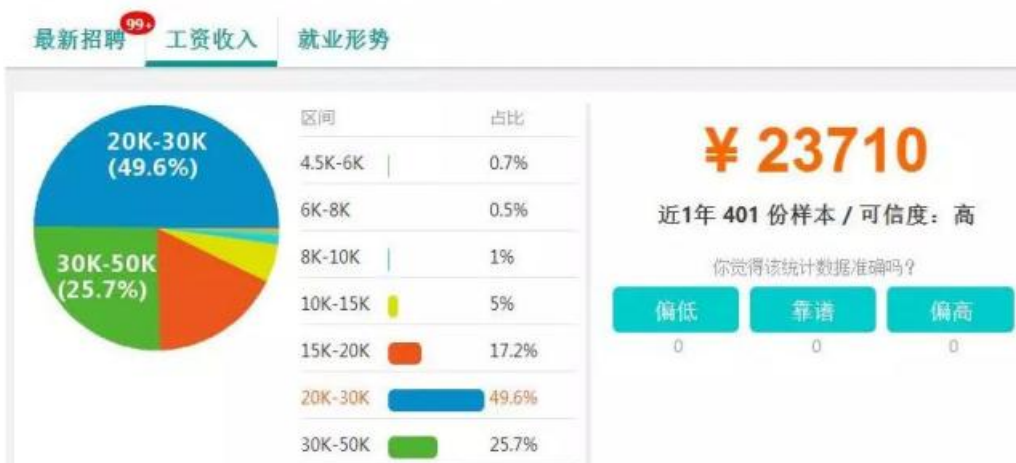 最新招聘 99+ 工资收入 就业形势
20K-30K
(49.6%)
30K-50K
(25.7%)
区间 占比
4.5K-6K 0.7%
6K-8K 0.5%
8K-10K 1%
10K-15K 5%
15K-20K 17.2%
20K-30K 49.6%
30K-50K 25.7%
¥ 23710
近1年 401 份样本 / 可信度：高
你觉得该统计数据准确吗？
偏低 靠谱 偏高
0 0 0